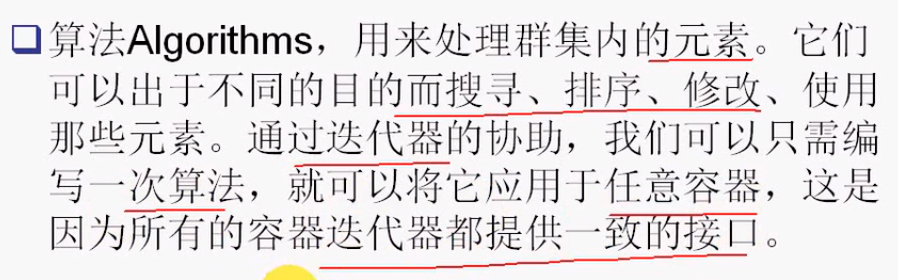 算法Algorithms，用来处理群集内的元素。它们
可以出于不同的目的而搜寻、排序、修改、使用
那些元素。通过迭代器的协助，我们可以只需编
写一次算法，就可以将它应用于任意容器，这是
因为所有的容器迭代器都提供一致的接口。